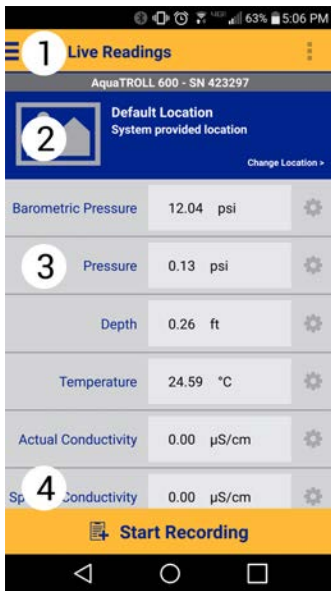 63% 5:06 PM
1 Live Readings
AquaTROLL 600 - SN 423297
Default Location
2 System provided location
Change Location >
Barometric Pressure 12.04 psi
3 Pressure 0.13 psi
Depth 0.26 ft
Temperature 24.59 °C
Actual Conductivity 0.00 µS/cm
4 Conductivity 0.00 µS/cm
Start Recording